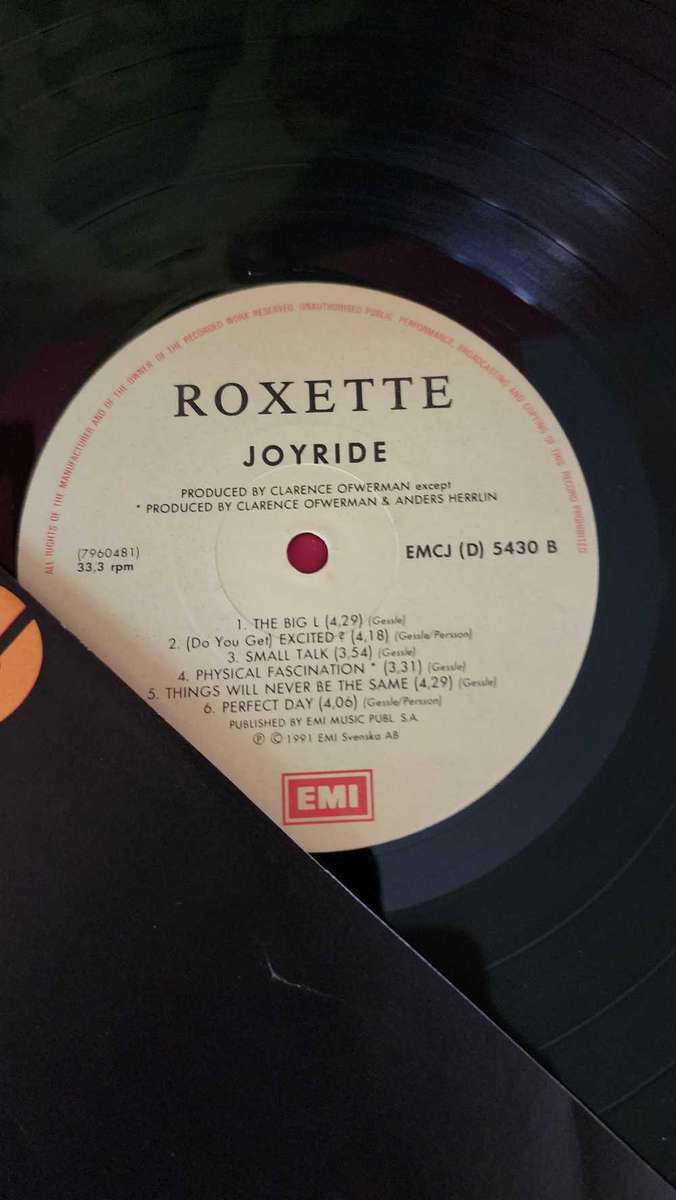 ALL RIGHTS OF THE MANUFACTURER AND OF THE OWNER OF THE RECORDED WORK RESERVED. UNAUTHORISED PUBLIC PERFORMANCE, BROADCASTING AND COPYING OF THIS RECORD PROHIBITED
ROXETTE
JOYRIDE
PRODUCED BY CLARENCE OFWERMAN except
* PRODUCED BY CLARENCE OFWERMAN & ANDERS HERRLIN
(7960481)
33,3 rpm
EMCJ (D) 5430 B
1. THE BIG L (4,29) (Gessle)
2. (Do You Get) EXCITED? (4,18) (Gessle/Persson)
3. SMALL TALK (3,54) (Gessle)
4. PHYSICAL FASCINATION * (3,31) (Gessle)
5. THINGS WILL NEVER BE THE SAME (4,29) (Gessle)
6. PERFECT DAY (4,06) (Gessle/Persson)
PUBLISHED BY EMI MUSIC PUBL. S.A.
℗ © 1991 EMI Svenska AB
EMI